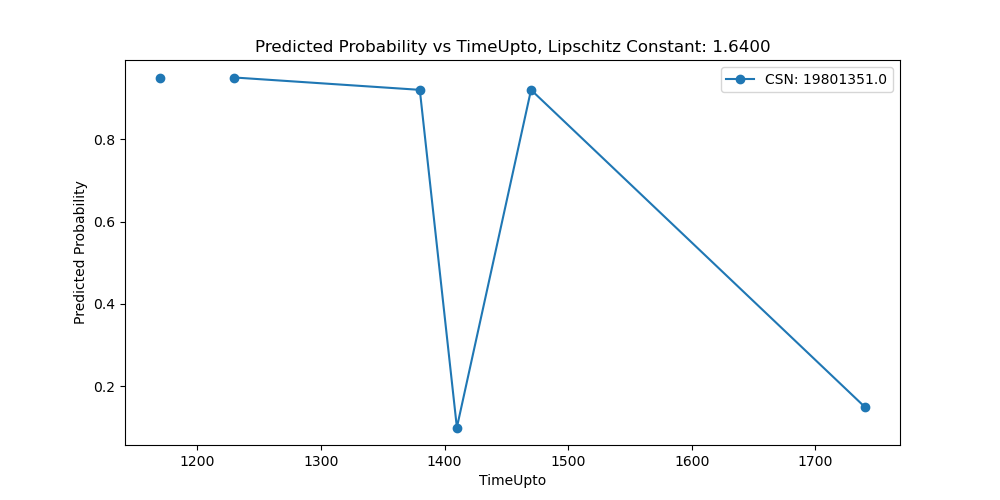 Predicted Probability vs TimeUpto, Lipschitz Constant: 1.6400
CSN: 19801351.0
Predicted Probability
0.8
0.6
0.4
0.2
1200 1300 1400 1500 1600 1700
TimeUpto